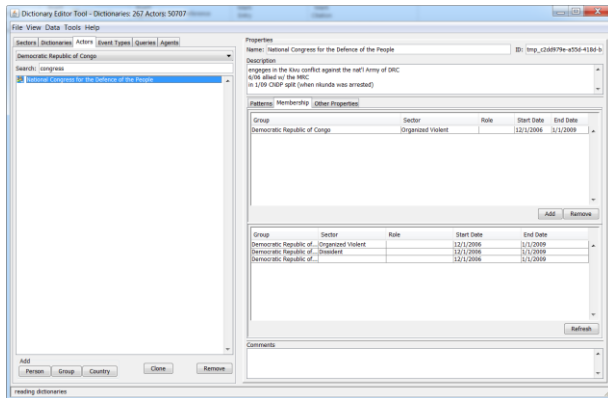 Dictionary Editor Tool - Dictionaries: 267 Actors: 50707
File View Data Tools Help
Sectors Dictionaries Actors Event Types Queries Agents
Democratic Republic of Congo
Search: congress
National Congress for the Defence of the People
Add
Person Group Country Clone Remove
Properties
Name: National Congress for the Defence of the People ID: tmp_c2dd979e-a55d-418d-b
Description
engeges in the Kivu conflict against the nat'l Army of DRC
6/06 allied w/ the MRC
in 1/09 CNDP split (when nkunda was arrested)
Patterns Membership Other Properties
Group Sector Role Start Date End Date
Democratic Republic of Congo Organized Violent 12/1/2006 1/1/2009
Add Remove
Group Sector Role Start Date End Date
Democratic Republic of... Organized Violent 12/1/2006 1/1/2009
Democratic Republic of... Dissident 12/1/2006 1/1/2009
Democratic Republic of... 12/1/2006 1/1/2009
Refresh
Comments
reading dictionaries